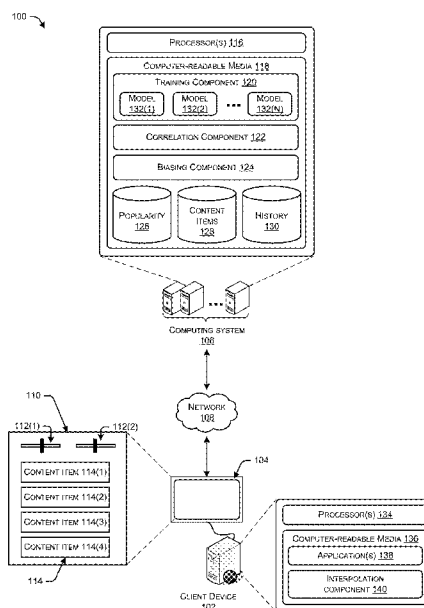 100
PROCESSOR(S) 116
COMPUTER-READABLE MEDIA 118
TRAINING COMPONENT 120
MODEL 132(1)
MODEL 132(2)
MODEL 132(N)
CORRELATION COMPONENT 122
BIASING COMPONENT 124
POPULARITY 126
CONTENT ITEMS 128
HISTORY 130
COMPUTING SYSTEM
106
NETWORK
108
110
112(1)
112(2)
CONTENT ITEM 114(1)
CONTENT ITEM 114(2)
CONTENT ITEM 114(3)
CONTENT ITEM 114(4)
114
104
CLIENT DEVICE
102
PROCESSOR(S) 134
COMPUTER-READABLE MEDIA 136
APPLICATION(S) 138
INTERPOLATION
COMPONENT 140